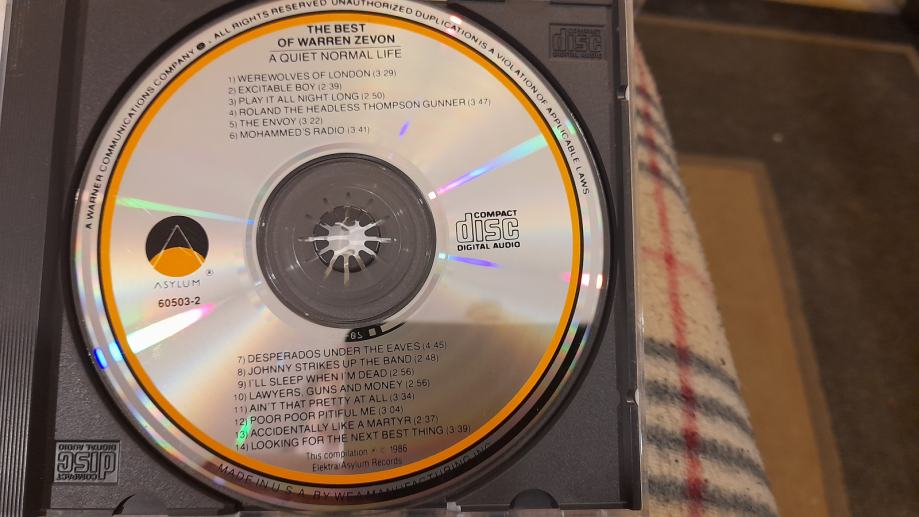 A WARNER COMMUNICATIONS COMPANY ALL RIGHTS RESERVED UNAUTHORIZED DUPLICATION IS A VIOLATION OF APPLICABLE LAWS
THE BEST
OF WARREN ZEVON
A QUIET NORMAL LIFE
1) WEREWOLVES OF LONDON (3:29)
2) EXCITABLE BOY (2:39)
3) PLAY IT ALL NIGHT LONG (2:50)
4) ROLAND THE HEADLESS THOMPSON GUNNER (3:47)
5) THE ENVOY (3:22)
6) MOHAMMED'S RADIO (3:41)
COMPACT
disc
DIGITAL AUDIO
ASYLUM ®
60503-2
7) DESPERADOS UNDER THE EAVES (4:45)
8) JOHNNY STRIKES UP THE BAND (2:48)
9) I'LL SLEEP WHEN I'M DEAD (2:56)
10) LAWYERS, GUNS AND MONEY (2:56)
11) AIN'T THAT PRETTY AT ALL (3:34)
12) POOR POOR PITIFUL ME (3:04)
13) ACCIDENTALLY LIKE A MARTYR (2:37)
14) LOOKING FOR THE NEXT BEST THING (3:39)
This compilation ℗ © 1986
Elektra/Asylum Records
MADE IN U.S.A. BY WEA MANUFACTURING INC.
COMPACT
disc
DIGITAL AUDIO
COMPACT
disc
DIGITAL AUDIO